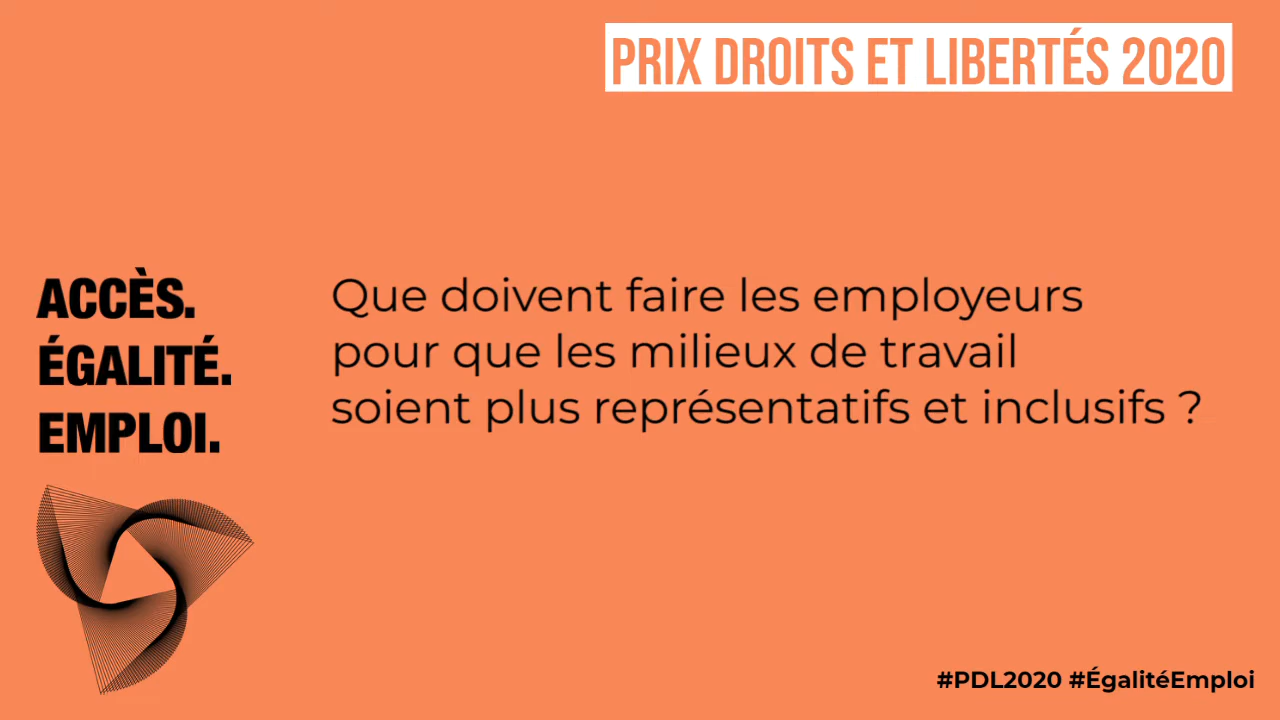 PRIX DROITS ET LIBERTÉS 2020
ACCÈS.
ÉGALITÉ.
EMPLOI.
Que doivent faire les employeurs
pour que les milieux de travail
soient plus représentatifs et inclusifs ?
#PDL2020 #ÉgalitéEmploi